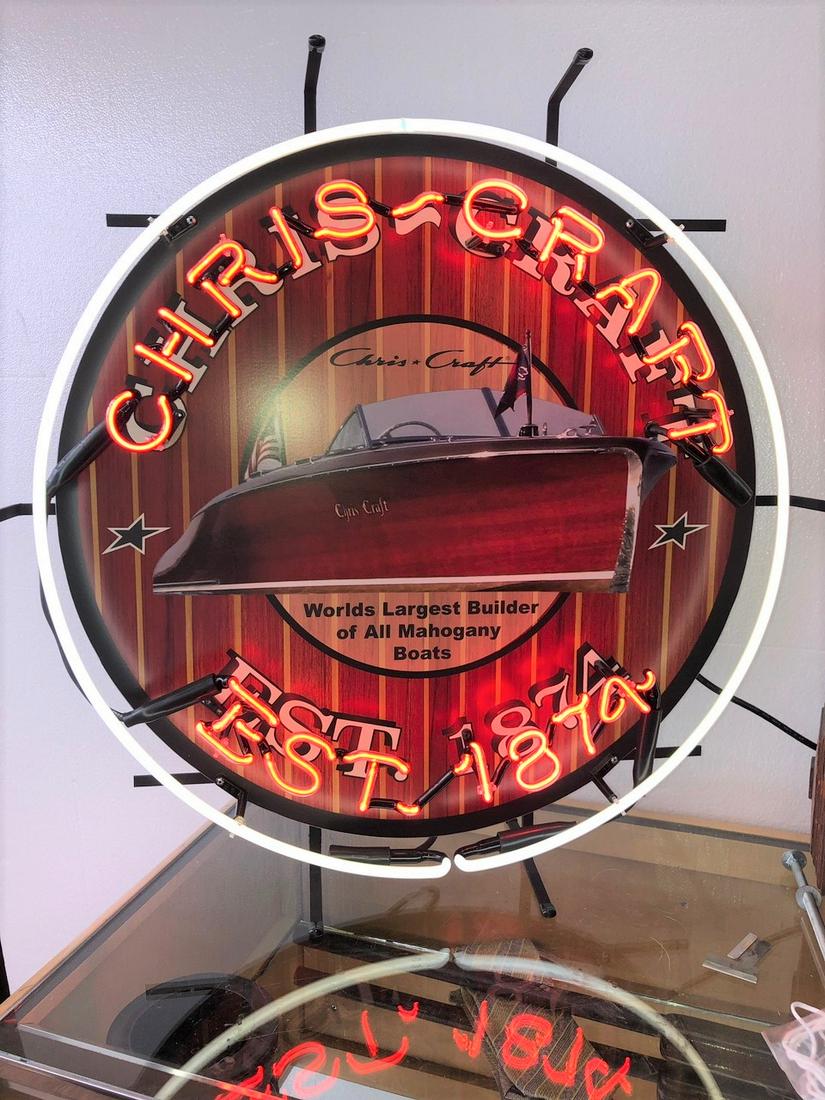 CHRIS-CRAFT
Chris★Craft
Chris Craft
Worlds Largest Builder
of All Mahogany
Boats
EST. 1874